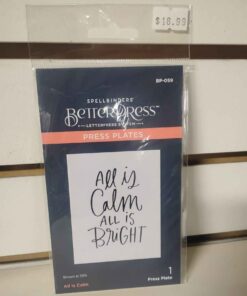 $18.99
BP-059
SPELLBINDERS
BETTERPRESS
LETTERPRESS SYSTEM
PRESS PLATES
All is
Calm
ALL IS
BRiGHT
1
Press Plate
All Is Calm